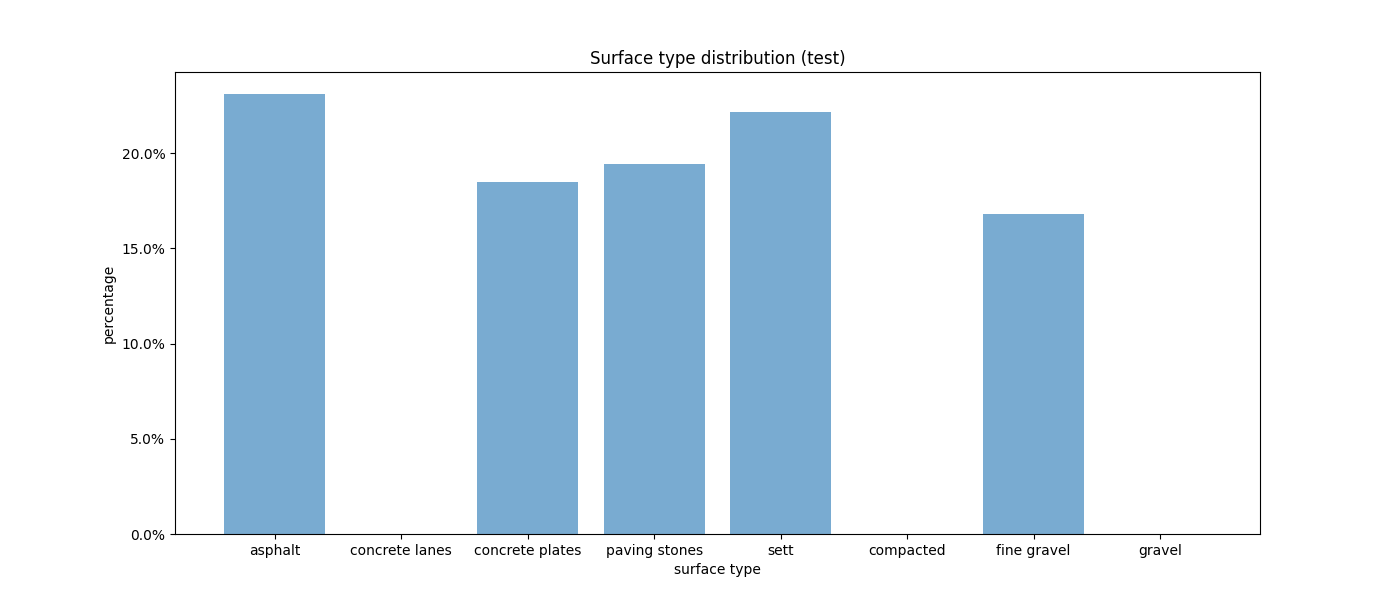 Surface type distribution (test)
percentage
20.0%
15.0%
10.0%
5.0%
0.0%
asphalt concrete lanes concrete plates paving stones sett compacted fine gravel gravel
surface type